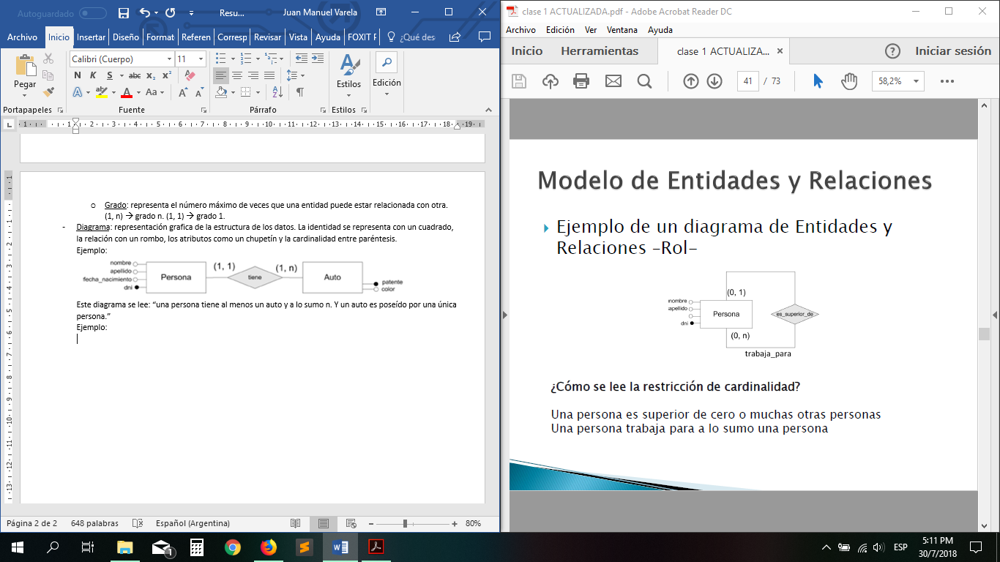 Autoguardado
Resu...
Juan Manuel Varela
Archivo
Inicio
Insertar
Diseño
Format
Referen
Corresp
Revisar
Vista
Ayuda
FOXIT F
¿Qué des
Pegar
Calibri (Cuerpo)
11
N K S abc x₂ x²
Aa
Estilos
Edición
Portapapeles
Fuente
Párrafo
Estilos
o Grado: representa el número máximo de veces que una entidad puede estar relacionada con otra.
(1, n) → grado n. (1, 1) → grado 1.
- Diagrama: representación grafica de la estructura de los datos. La identidad se representa con un cuadrado,
la relación con un rombo, los atributos como un chupetín y la cardinalidad entre paréntesis.
Ejemplo:
nombre
apellido
fecha_nacimiento
dni
Persona
(1, 1)
tiene
(1, n)
Auto
patente
color
Este diagrama se lee: “una persona tiene al menos un auto y a lo sumo n. Y un auto es poseído por una única
persona.”
Ejemplo:
Página 2 de 2
648 palabras
Español (Argentina)
80%
clase 1 ACTUALIZADA.pdf - Adobe Acrobat Reader DC
Archivo Edición Ver Ventana Ayuda
Inicio
Herramientas
clase 1 ACTUALIZA...
Iniciar sesión
41 / 73
58,2%
Modelo de Entidades y Relaciones
Ejemplo de un diagrama de Entidades y
Relaciones –Rol–
(0, 1)
nombre
apellido
dni
Persona
es_superior_de
(0, n)
trabaja_para
¿Cómo se lee la restricción de cardinalidad?
Una persona es superior de cero o muchas otras personas
Una persona trabaja para a lo sumo una persona
1
ESP
5:11 PM
30/7/2018